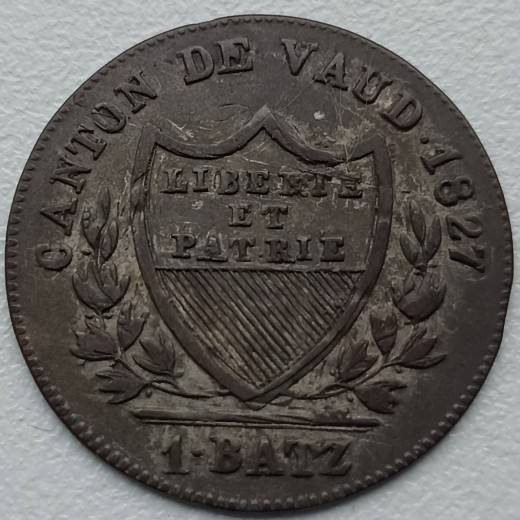 CANTON DE VAUD·1827
LIBERTE
ET
PATRIE
1·BATZ